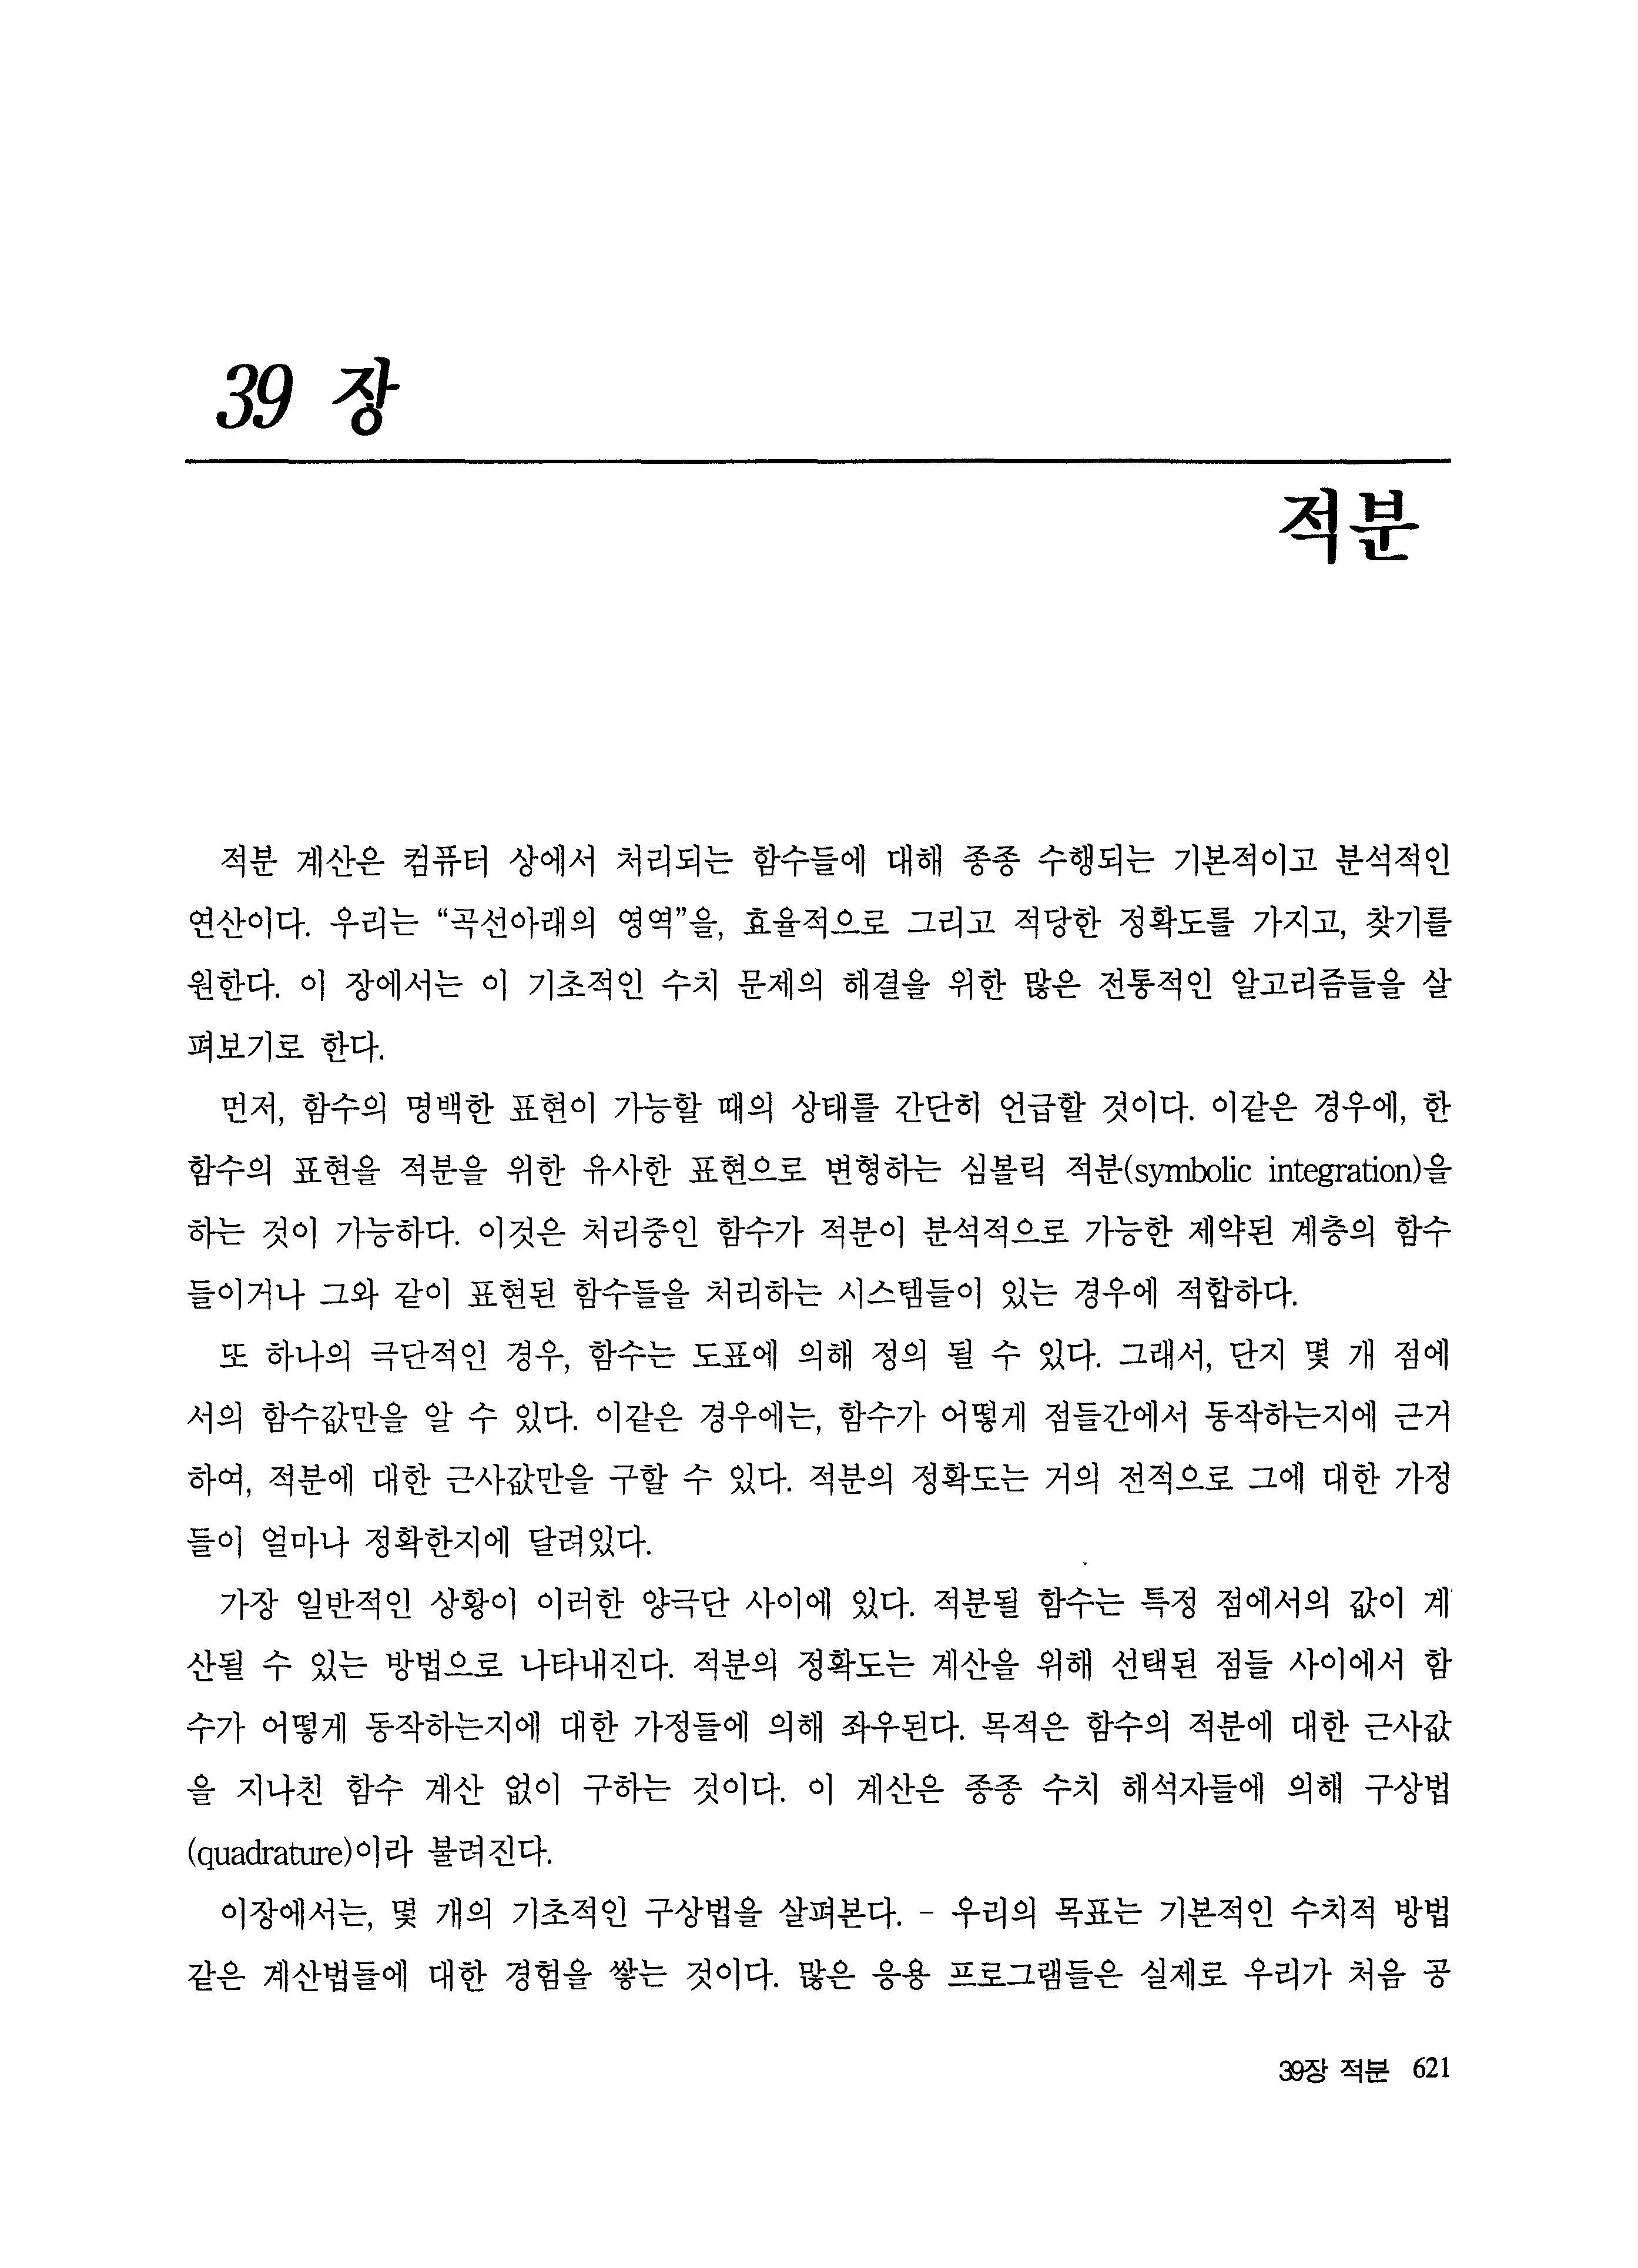 39 장
적분
적분 계산은 컴퓨터 상에서 처리되는 함수들에 대해 종종 수행되는 기본적이고 분석적인
연산이다. 우리는 “곡선아래의 영역”을, 효율적으로 그리고 적당한 정확도를 가지고, 찾기를
원한다. 이 장에서는 이 기초적인 수치 문제의 해결을 위한 많은 전통적인 알고리즘들을 살
펴보기로 한다.
먼저, 함수의 명백한 표현이 가능할 때의 상태를 간단히 언급할 것이다. 이같은 경우에, 한
함수의 표현을 적분을 위한 유사한 표현으로 변형하는 심볼릭 적분(symbolic integration)을
하는 것이 가능하다. 이것은 처리중인 함수가 적분이 분석적으로 가능한 제약된 계층의 함수
들이거나 그와 같이 표현된 함수들을 처리하는 시스템들이 있는 경우에 적합하다.
또 하나의 극단적인 경우, 함수는 도표에 의해 정의 될 수 있다. 그래서, 단지 몇 개 점에
서의 함수값만을 알 수 있다. 이같은 경우에는, 함수가 어떻게 점들간에서 동작하는지에 근거
하여, 적분에 대한 근사값만을 구할 수 있다. 적분의 정확도는 거의 전적으로 그에 대한 가정
들이 얼마나 정확한지에 달려있다.
가장 일반적인 상황이 이러한 양극단 사이에 있다. 적분될 함수는 특정 점에서의 값이 계
산될 수 있는 방법으로 나타내진다. 적분의 정확도는 계산을 위해 선택된 점들 사이에서 함
수가 어떻게 동작하는지에 대한 가정들에 의해 좌우된다. 목적은 함수의 적분에 대한 근사값
을 지나친 함수 계산 없이 구하는 것이다. 이 계산은 종종 수치 해석자들에 의해 구상법
(quadrature)이라 불려진다.
이장에서는, 몇 개의 기초적인 구상법을 살펴본다. - 우리의 목표는 기본적인 수치적 방법
같은 계산법들에 대한 경험을 쌓는 것이다. 많은 응용 프로그램들은 실제로 우리가 처음 공
39장 적분 621